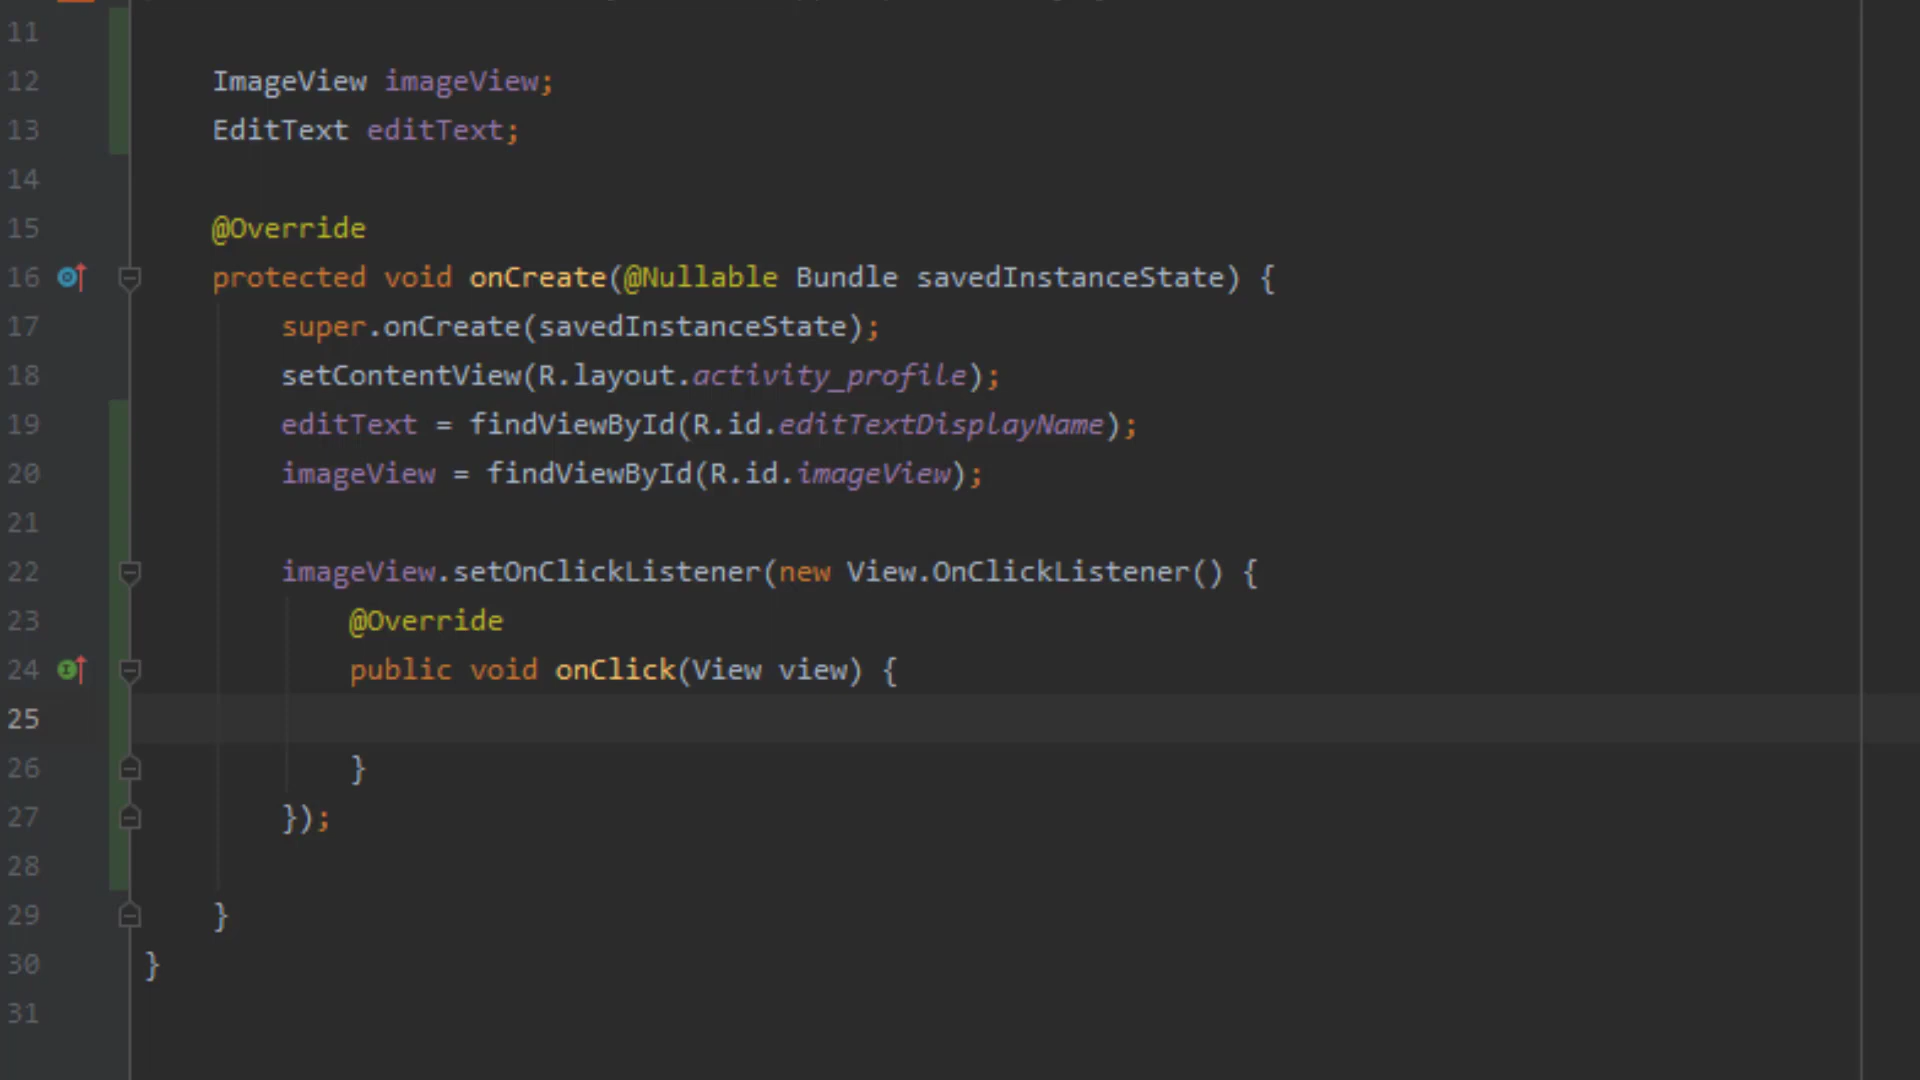 11
12 ImageView imageView;
13 EditText editText;
14
15 @Override
16 protected void onCreate(@Nullable Bundle savedInstanceState) {
17 super.onCreate(savedInstanceState);
18 setContentView(R.layout.activity_profile);
19 editText = findViewById(R.id.editTextDisplayName);
20 imageView = findViewById(R.id.imageView);
21
22 imageView.setOnClickListener(new View.OnClickListener() {
23 @Override
24 public void onClick(View view) {
25
26 }
27 });
28
29 }
30 }
31